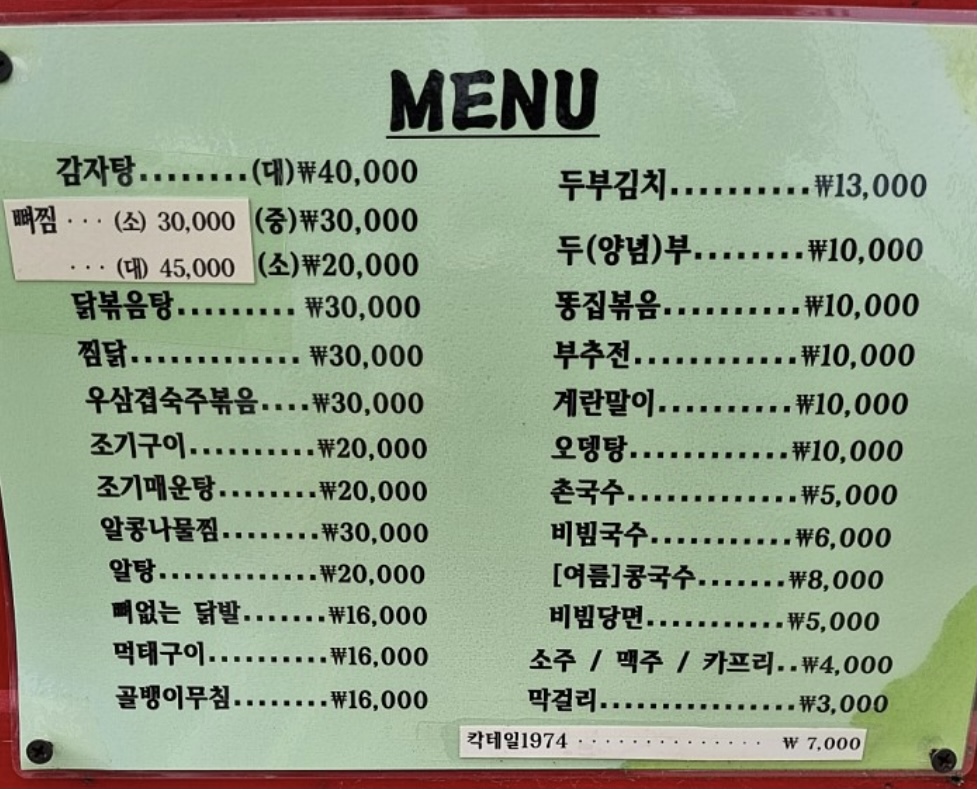 MENU
감자탕........(대)₩40,000
뼈찜 ··· (소) 30,000 (중)₩30,000
··· (대) 45,000 (소)₩20,000
닭볶음탕......... ₩30,000
찜닭............. ₩30,000
우삼겹숙주볶음....₩30,000
조기구이..........₩20,000
조기매운탕........₩20,000
알콩나물찜........₩30,000
알탕.............₩20,000
뼈없는 닭발.......₩16,000
먹태구이..........₩16,000
골뱅이무침........₩16,000
두부김치..........₩13,000
두(양념)부........₩10,000
똥집볶음..........₩10,000
부추전............₩10,000
계란말이..........₩10,000
오뎅탕............₩10,000
촌국수............₩5,000
비빔국수..........₩6,000
[여름]콩국수.......₩8,000
비빔당면..........₩5,000
소주 / 맥주 / 카프리..₩4,000
막걸리...............₩3,000
칵테일1974 ·············· ₩ 7,000